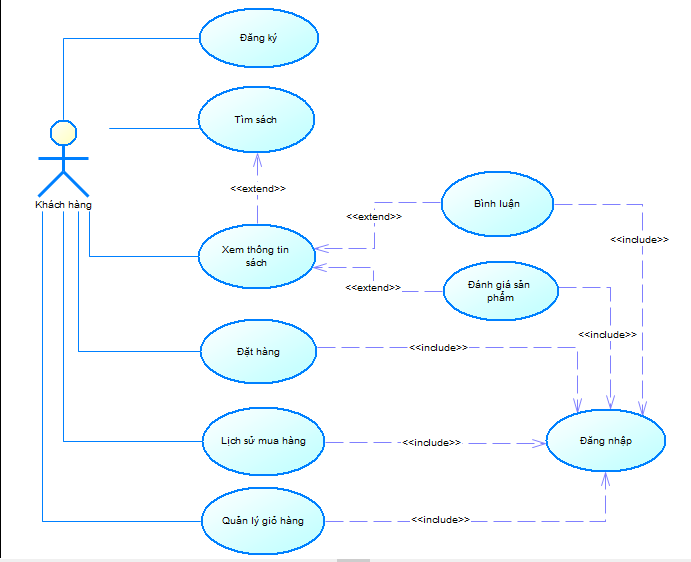 Đăng ký
Tìm sách
<<extend>>
Khách hàng
Bình luận
<<extend>>
<<include>>
Xem thông tin
sách
<<extend>>
Đánh giá sản
phẩm
<<include>>
Đặt hàng
<<include>>
Lịch sử mua hàng
<<include>>
Đăng nhập
Quản lý giỏ hàng
<<include>>